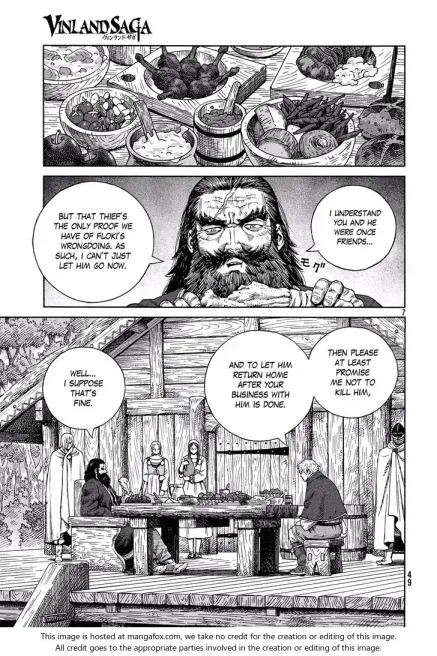 VINLAND SAGA
ヴィンランド・サガ
I UNDERSTAND
YOU AND HE
WERE ONCE
FRIENDS...
BUT THAT THIEF'S
THE ONLY PROOF WE
HAVE OF FLOKI'S
WRONGDOING. AS
SUCH, I CAN'T JUST
LET HIM GO NOW.
モグ
7
THEN PLEASE
AT LEAST
PROMISE
ME NOT TO
KILL HIM,
AND TO LET HIM
RETURN HOME
AFTER YOUR
BUSINESS WITH
HIM IS DONE.
WELL...
I SUPPOSE
THAT'S
FINE.
49
This image is hosted at mangafox.com, we take no credit for the creation or editing of this image.
All credit goes to the appropriate parties involved in the creation or editing of this image.